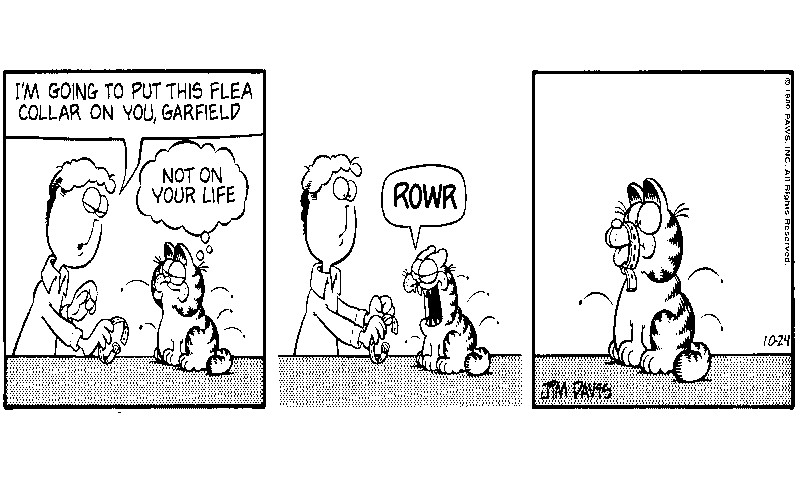 I'M GOING TO PUT THIS FLEA
COLLAR ON YOU, GARFIELD
NOT ON
YOUR LIFE
ROWR
© 1980 PAWS, INC. All Rights Reserved.
10-24
JIM DAVIS